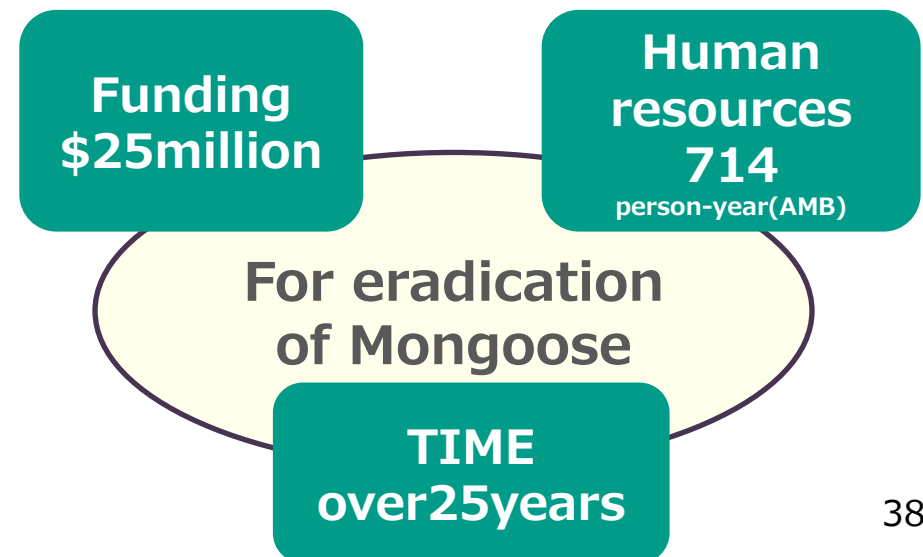 Funding
$25million
Human
resources
714
person-year(AMB)
For eradication
of Mongoose
TIME
over25years
38